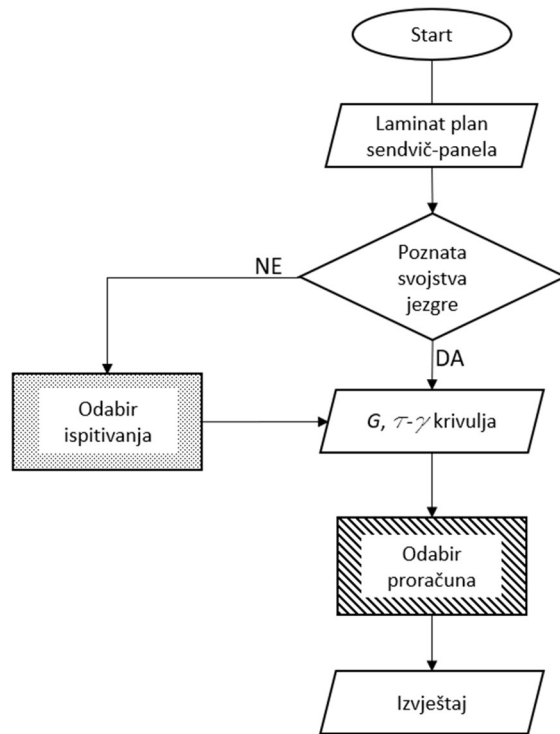 Start
Laminat plan
sendvič-panela
Poznata
svojstva
jezgre
NE
DA
Odabir
ispitivanja
G, τ-γ krivulja
Odabir
proračuna
Izvještaj